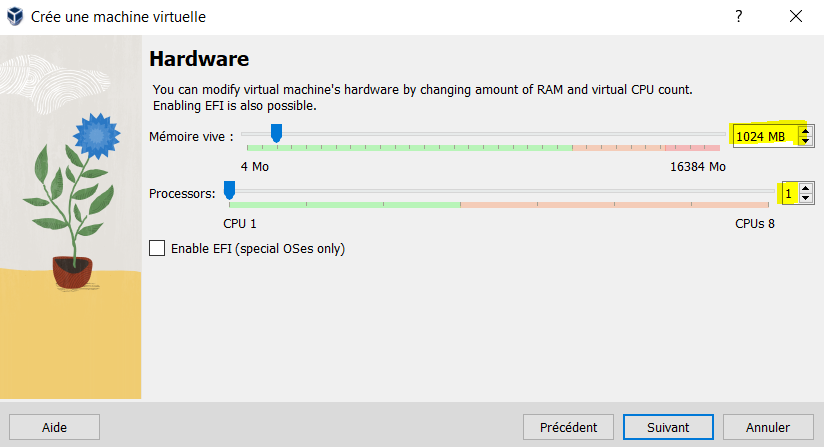 Crée une machine virtuelle
?
Hardware
You can modify virtual machine's hardware by changing amount of RAM and virtual CPU count.
Enabling EFI is also possible.
Mémoire vive : 1024 MB
4 Mo 16384 Mo
Processors: 1
CPU 1 CPUs 8
Enable EFI (special OSes only)
Aide Précédent Suivant Annuler